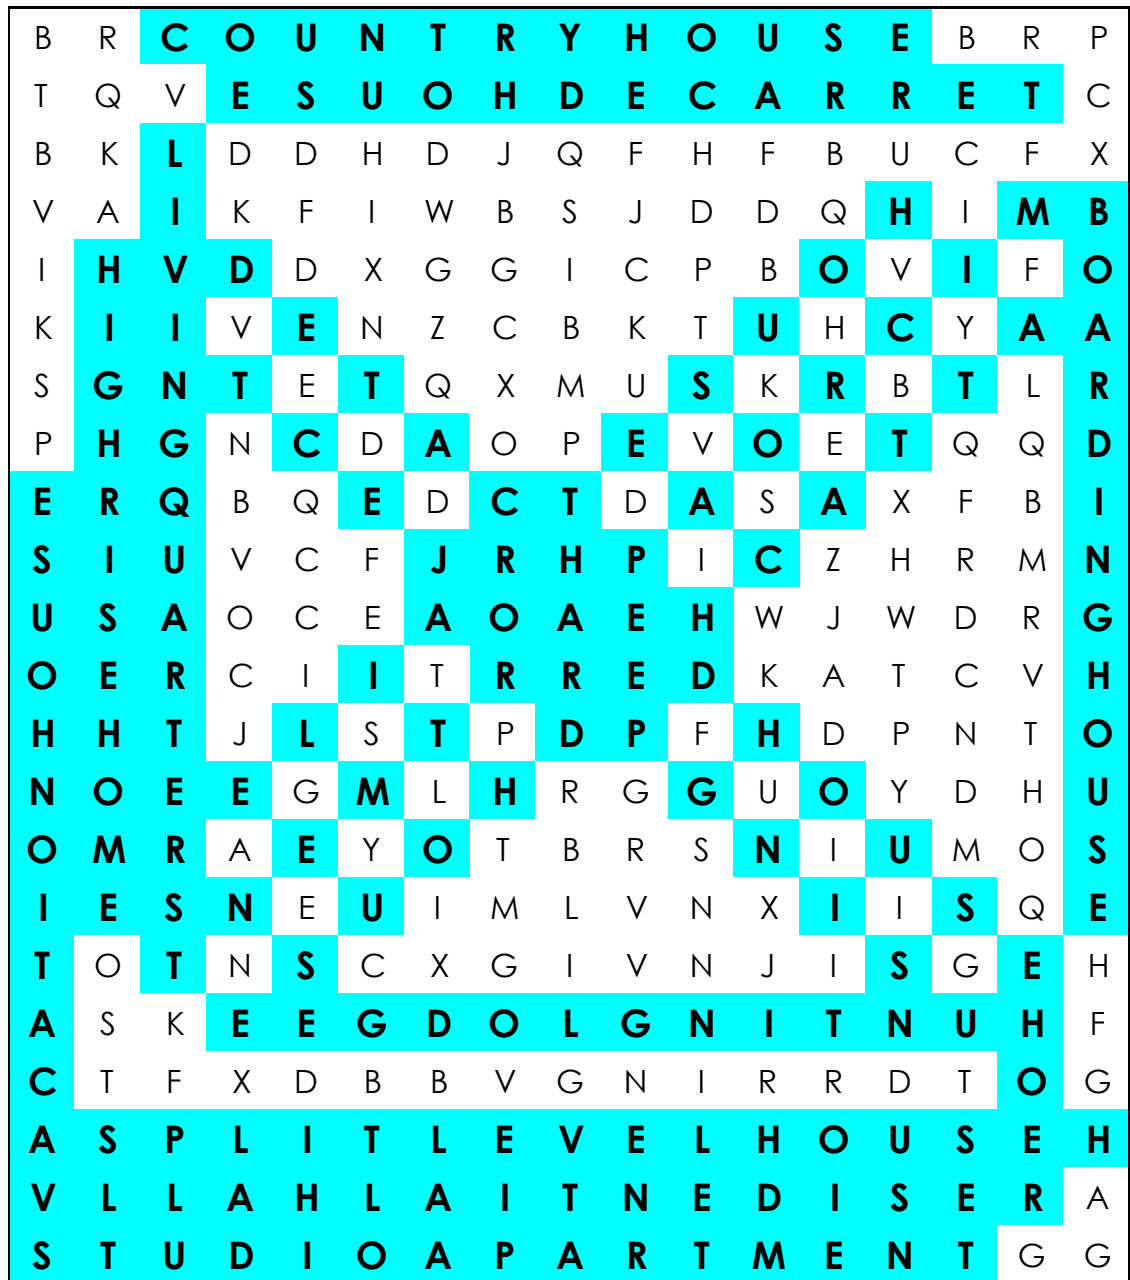 B R C O U N T R Y H O U S E B R P
T Q V E S U O H D E C A R R E T C
B K L D D H D J Q F H F B U C F X
V A I K F I W B S J D D Q H I M B
I H V D D X G G I C P B O V I F O
K I I V E N Z C B K T U H C Y A A
S G N T E T Q X M U S K R B T L R
P H G N C D A O P E V O E T Q Q D
E R Q B Q E D C T D A S A X F B I
S I U V C F J R H P I C Z H R M N
U S A O C E A O A E H W J W D R G
O E R C I I T R R E D K A T C V H
H H T J L S T P D P F H D P N T O
N O E E G M L H R G G U O Y D H U
O M R A E Y O T B R S N I U M O S
I E S N E U I M L V N X I I S Q E
T O T N S C X G I V N J I S G E H
A S K E E G D O L G N I T N U H F
C T F X D B B V G N I R R D T O G
A S P L I T L E V E L H O U S E H
V L L A H L A I T N E D I S E R A
S T U D I O A P A R T M E N T G G